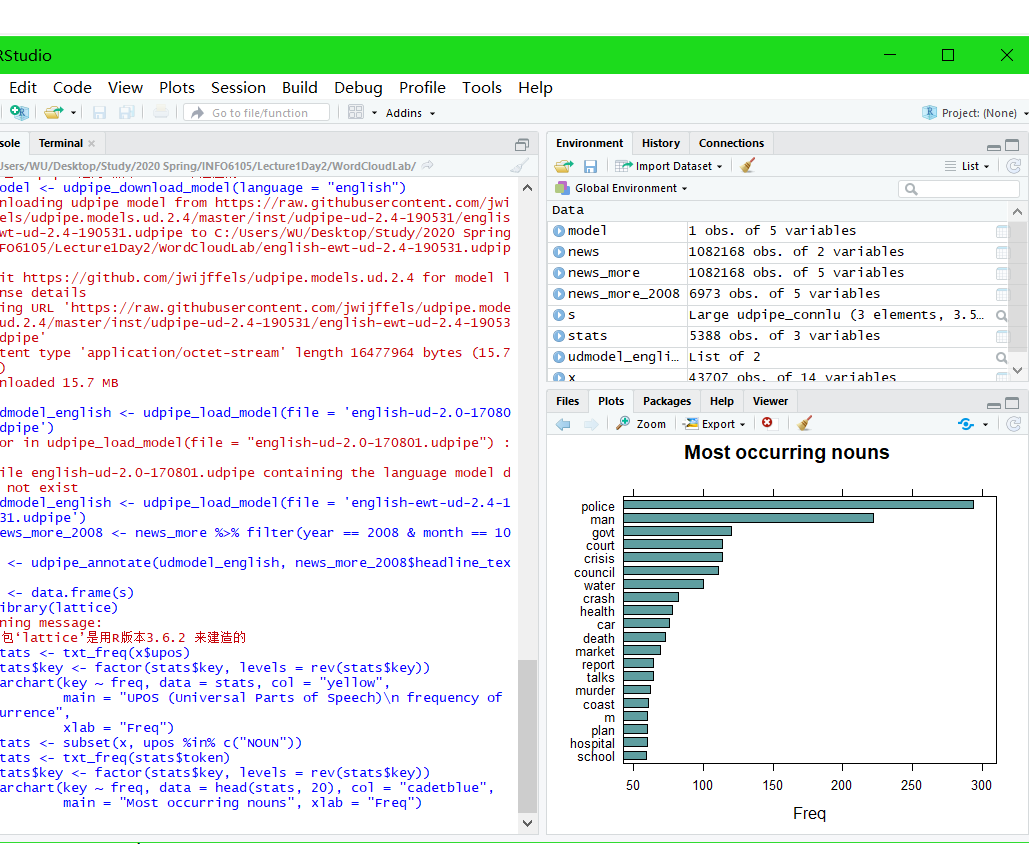 RStudio
Edit Code View Plots Session Build Debug Profile Tools Help
Go to file/function Addins Project: (None)
sole Terminal
sers/WU/Desktop/Study/2020 Spring/INFO6105/Lecture1Day2/WordCloudLab/
odel <- udpipe_download_model(language = "english")
nloading udpipe model from https://raw.githubusercontent.com/jwi
els/udpipe.models.ud.2.4/master/inst/udpipe-ud-2.4-190531/englis
ewt-ud-2.4-190531.udpipe to C:/Users/WU/Desktop/Study/2020 Spring
FO6105/Lecture1Day2/WordCloudLab/english-ewt-ud-2.4-190531.udpip
it https://github.com/jwijffels/udpipe.models.ud.2.4 for model l
nse details
ing URL 'https://raw.githubusercontent.com/jwijffels/udpipe.mode
ud.2.4/master/inst/udpipe-ud-2.4-190531/english-ewt-ud-2.4-19053
dpipe'
tent type 'application/octet-stream' length 16477964 bytes (15.7
)
nloaded 15.7 MB
dmodel_english <- udpipe_load_model(file = 'english-ud-2.0-17080
dpipe')
or in udpipe_load_model(file = "english-ud-2.0-170801.udpipe") :
ile english-ud-2.0-170801.udpipe containing the language model d
not exist
dmodel_english <- udpipe_load_model(file = 'english-ewt-ud-2.4-1
31.udpipe')
ews_more_2008 <- news_more %>% filter(year == 2008 & month == 10
<- udpipe_annotate(udmodel_english, news_more_2008$headline_tex
<- data.frame(s)
ibrary(lattice)
ning message:
包‘lattice’是用R版本3.6.2 来建造的
tats <- txt_freq(x$upos)
tats$key <- factor(stats$key, levels = rev(stats$key))
archart(key ~ freq, data = stats, col = "yellow",
main = "UPOS (Universal Parts of Speech)\n frequency of
urrence",
xlab = "Freq")
tats <- subset(x, upos %in% c("NOUN"))
tats <- txt_freq(stats$token)
tats$key <- factor(stats$key, levels = rev(stats$key))
archart(key ~ freq, data = head(stats, 20), col = "cadetblue",
main = "Most occurring nouns", xlab = "Freq")
Environment History Connections
Import Dataset List
Global Environment
Data
model 1 obs. of 5 variables
news 1082168 obs. of 2 variables
news_more 1082168 obs. of 5 variables
news_more_2008 6973 obs. of 5 variables
s Large udpipe_connlu (3 elements, 3.5…
stats 5388 obs. of 3 variables
udmodel_engli… List of 2
x 43707 obs. of 14 variables
Files Plots Packages Help Viewer
Zoom Export
Most occurring nouns
police
man
govt
court
crisis
council
water
crash
health
car
death
market
report
talks
murder
coast
m
plan
hospital
school
50 100 150 200 250 300
Freq